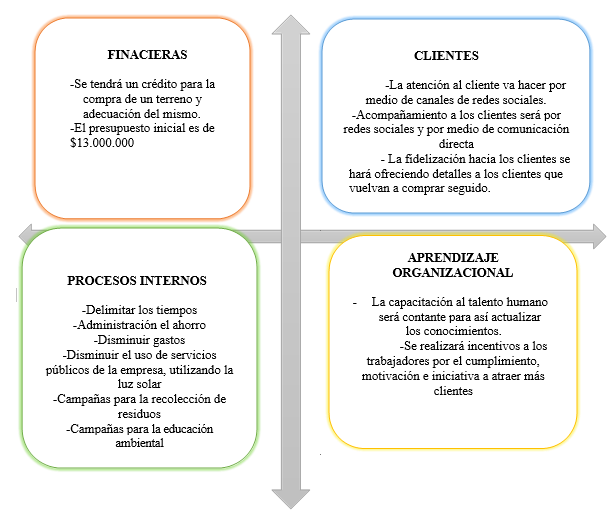 FINACIERAS
-Se tendrá un crédito para la
compra de un terreno y
adecuación del mismo.
-El presupuesto inicial es de
$13.000.000
CLIENTES
-La atención al cliente va hacer por
medio de canales de redes sociales.
-Acompañamiento a los clientes será por
redes sociales y por medio de comunicación
directa
- La fidelización hacia los clientes se
hará ofreciendo detalles a los clientes que
vuelvan a comprar seguido.
PROCESOS INTERNOS
-Delimitar los tiempos
-Administración el ahorro
-Disminuir gastos
-Disminuir el uso de servicios
públicos de la empresa, utilizando la
luz solar
-Campañas para la recolección de
residuos
-Campañas para la educación
ambiental
APRENDIZAJE
ORGANIZACIONAL
- La capacitación al talento humano
será contante para así actualizar
los conocimientos.
-Se realizará incentivos a los
trabajadores por el cumplimiento,
motivación e iniciativa a atraer más
clientes